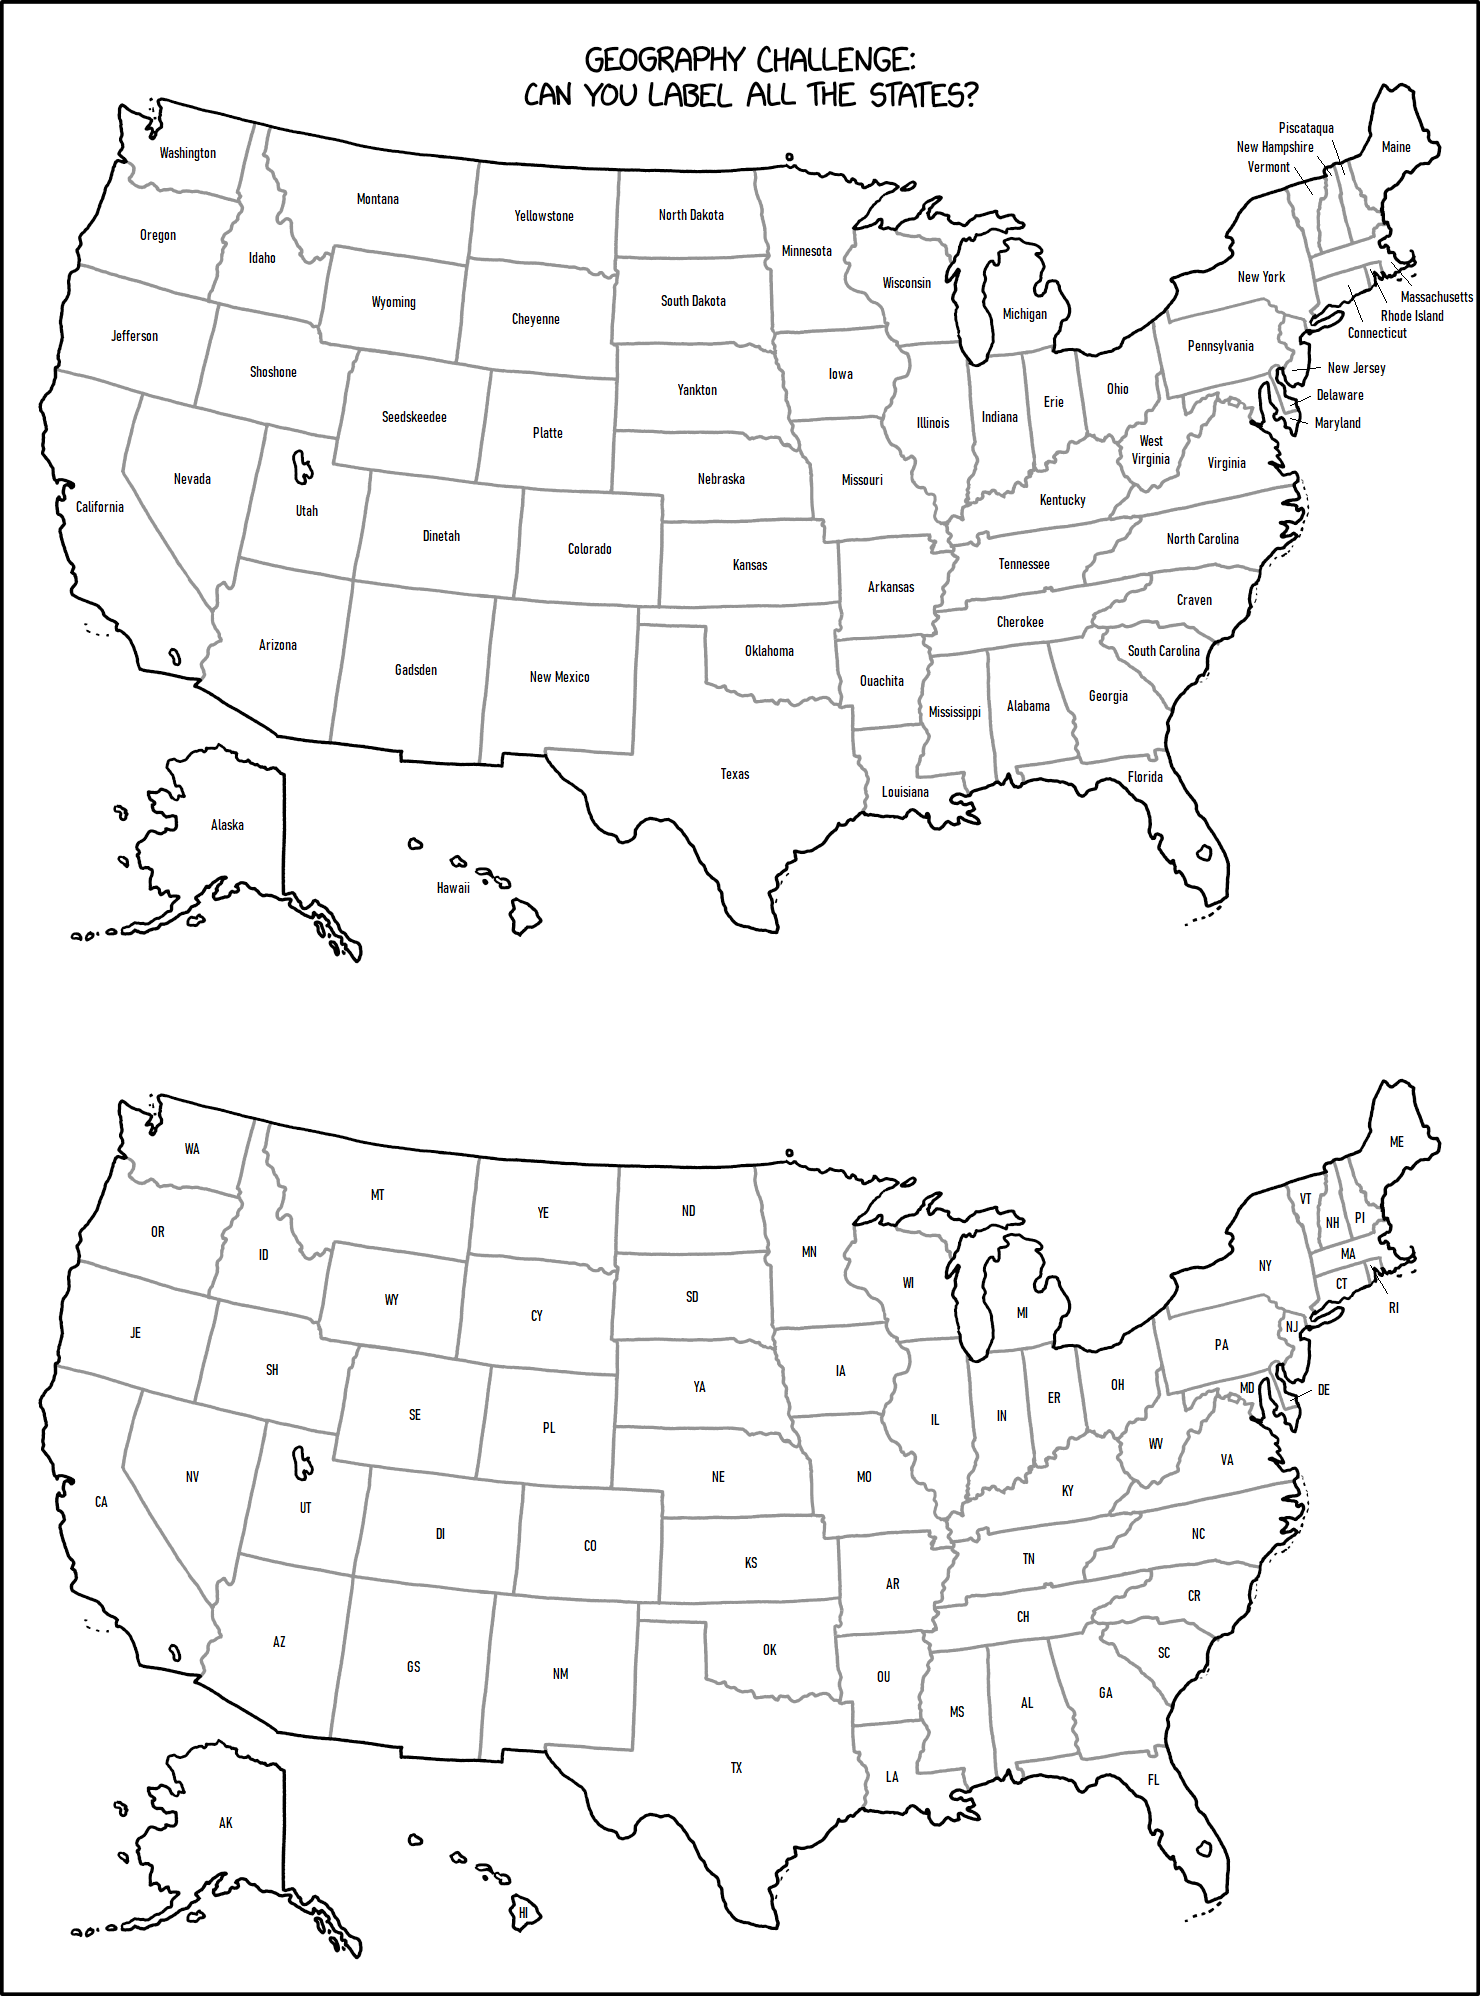 GEOGRAPHY CHALLENGE:
CAN YOU LABEL ALL THE STATES?
Piscataqua
New Hampshire
Vermont
Maine
Washington
Montana
Yellowstone
North Dakota
Minnesota
Oregon
Idaho
Wyoming
South Dakota
Wisconsin
Michigan
New York
Massachusetts
Rhode Island
Connecticut
Jefferson
Shoshone
Cheyenne
Iowa
Pennsylvania
New Jersey
Delaware
Maryland
Seedskeedee
Platte
Yankton
Illinois
Indiana
Erie
Ohio
West
Virginia
Virginia
California
Nevada
Utah
Dinetah
Colorado
Nebraska
Missouri
Kentucky
North Carolina
Kansas
Arkansas
Tennessee
Craven
Cherokee
South Carolina
Arizona
Gadsden
New Mexico
Oklahoma
Ouachita
Mississippi
Alabama
Georgia
Texas
Louisiana
Florida
Alaska
Hawaii
WA
MT
YE
ND
MN
ME
OR
ID
WY
SD
WI
MI
NY
VT
NH
PI
MA
CT
RI
JE
SH
CY
IA
PA
NJ
MD
DE
SE
PL
YA
IL
IN
ER
OH
WV
VA
CA
NV
UT
DI
CO
NE
MO
KY
NC
KS
AR
TN
CR
CH
SC
AZ
GS
NM
OK
OU
MS
AL
GA
TX
LA
FL
AK
HI